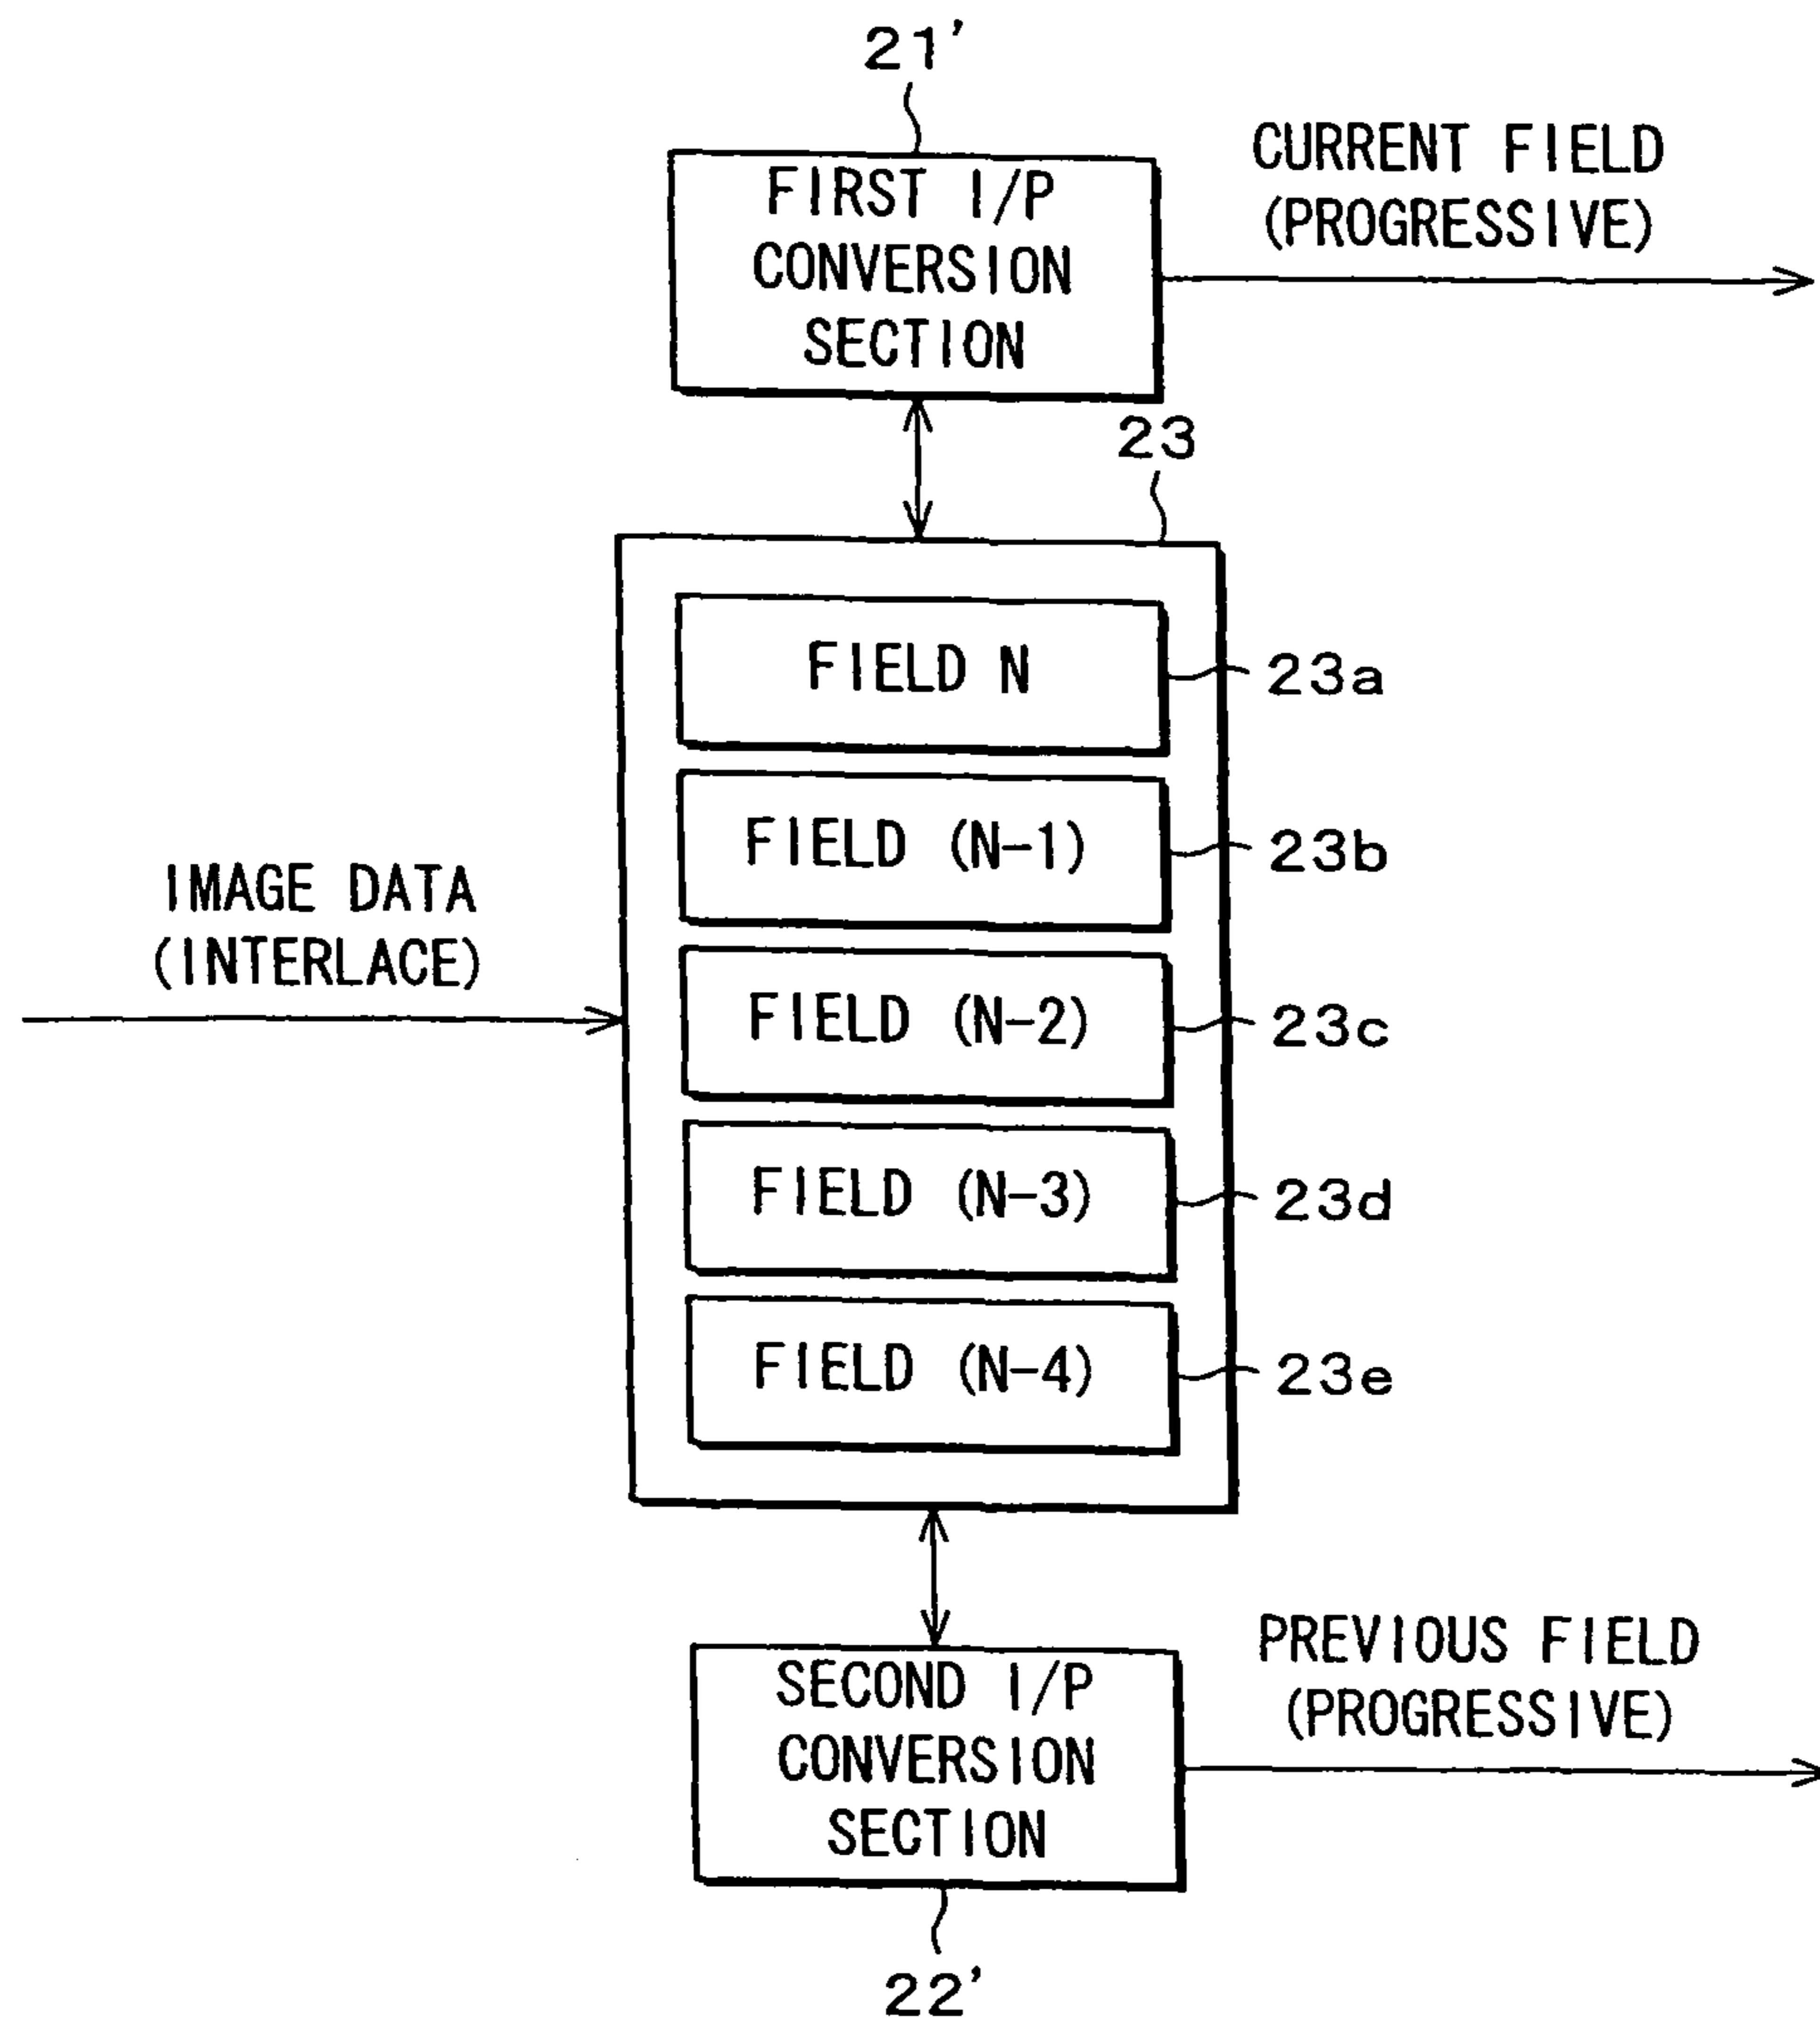 21'
FIRST I/P
CONVERSION
SECTION
CURRENT FIELD
(PROGRESSIVE)
23
FIELD N
23a
FIELD (N-1)
23b
IMAGE DATA
(INTERLACE)
FIELD (N-2)
23c
FIELD (N-3)
23d
FIELD (N-4)
23e
SECOND I/P
CONVERSION
SECTION
PREVIOUS FIELD
(PROGRESSIVE)
22'